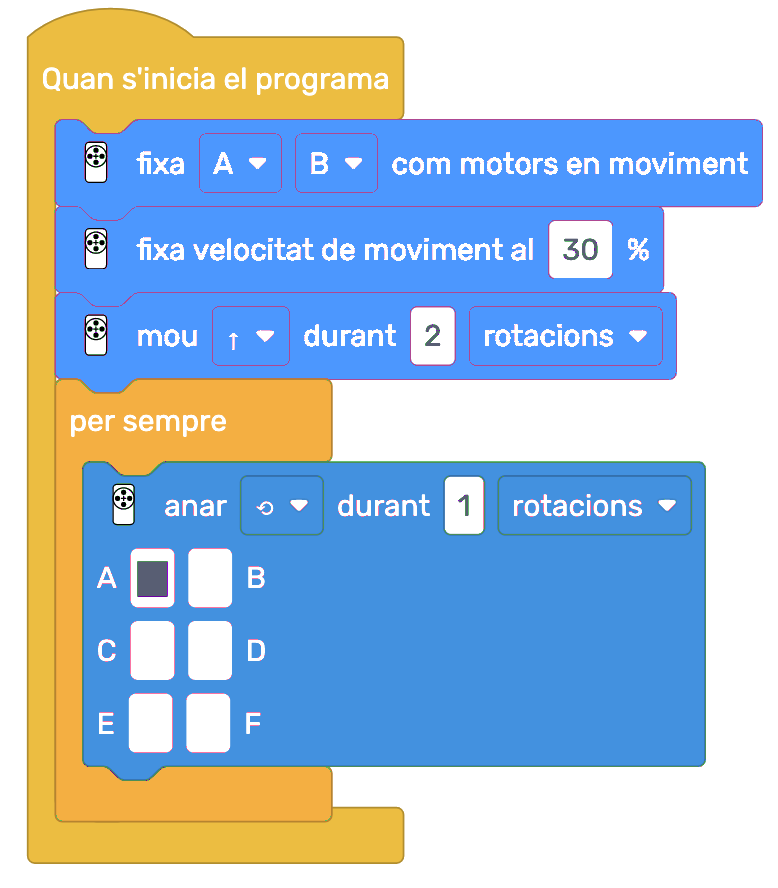 Quan s'inicia el programa
fixa A B com motors en moviment
fixa velocitat de moviment al 30 %
mou ↑ durant 2 rotacions
per sempre
anar ⟲ durant 1 rotacions
A B
C D
E F